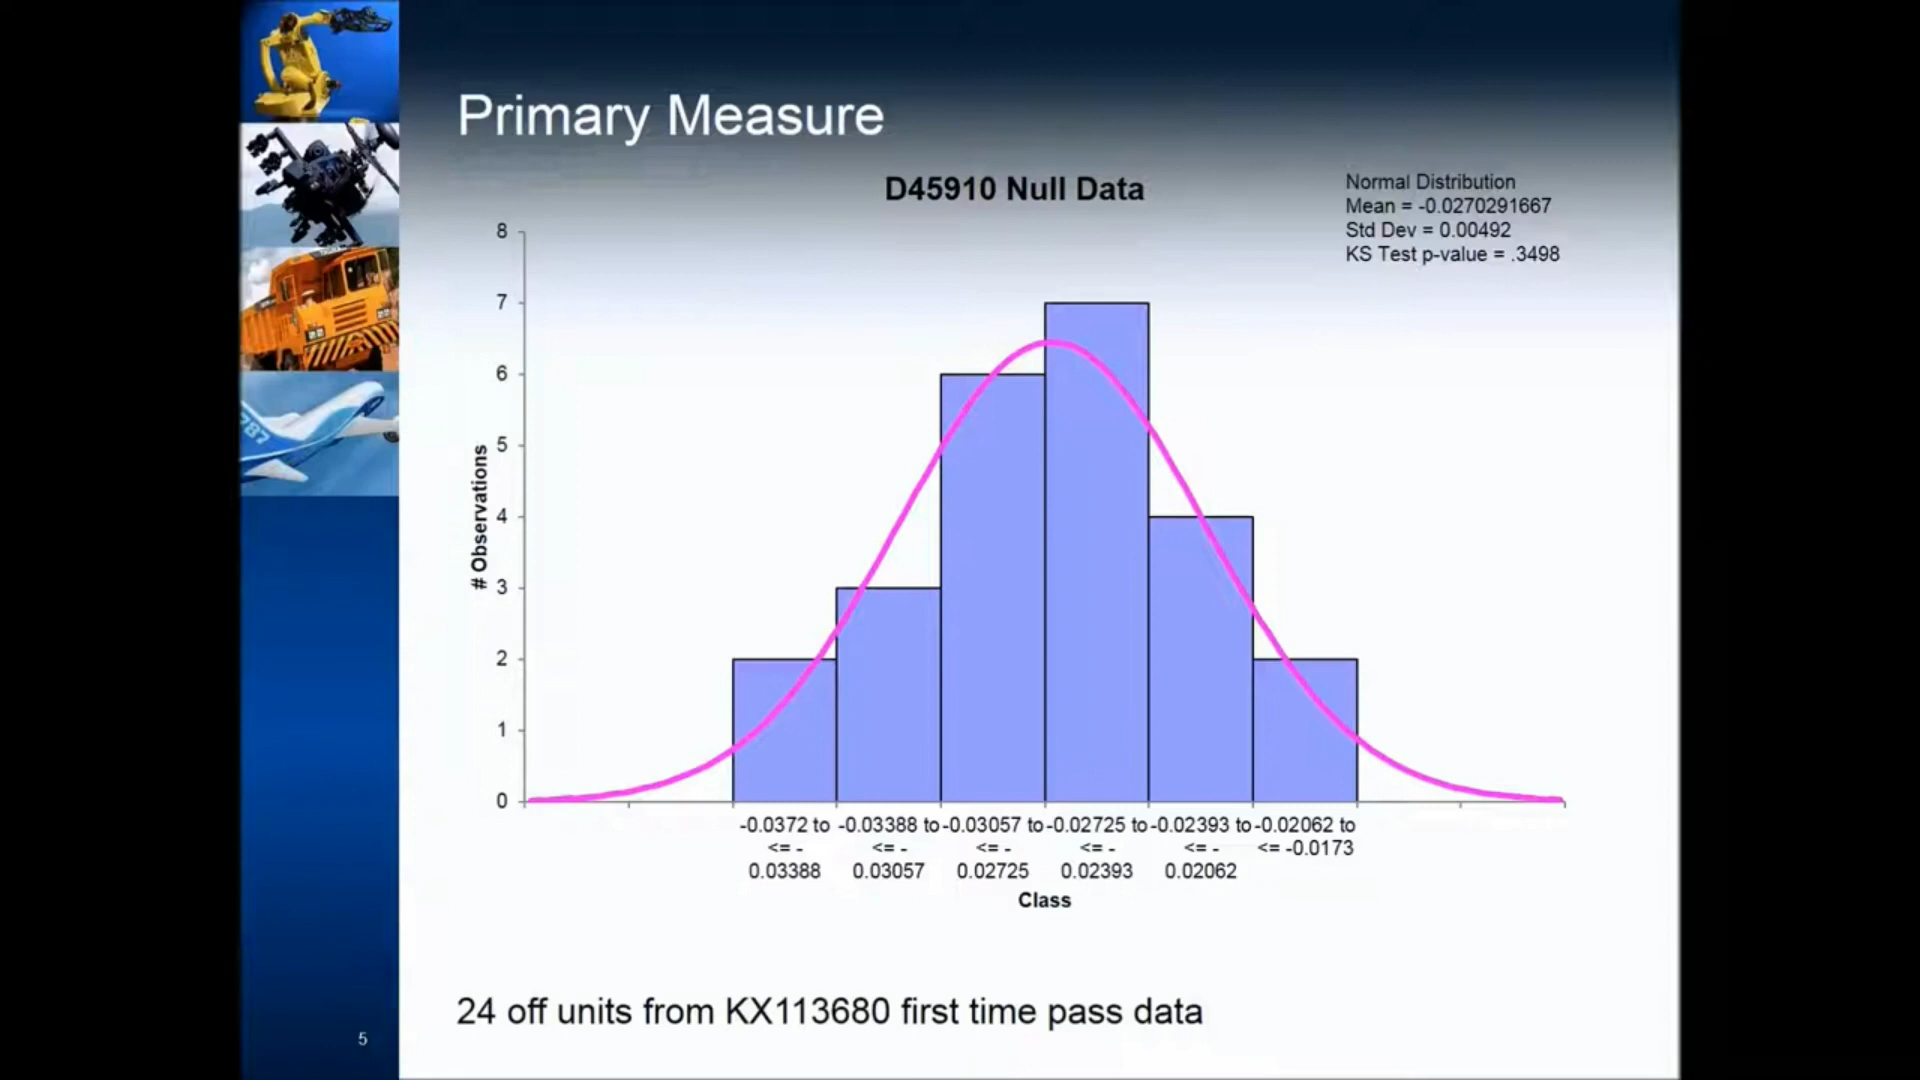 Primary Measure
D45910 Null Data
Normal Distribution
Mean = -0.0270291667
Std Dev = 0.00492
KS Test p-value = .3498
8
7
6
5
4
3
2
1
0
# Observations
-0.0372 to <= -0.03388
-0.03388 to <= -0.03057
-0.03057 to <= -0.02725
-0.02725 to <= -0.02393
-0.02393 to <= -0.02062
-0.02062 to <= -0.0173
Class
24 off units from KX113680 first time pass data
5
787